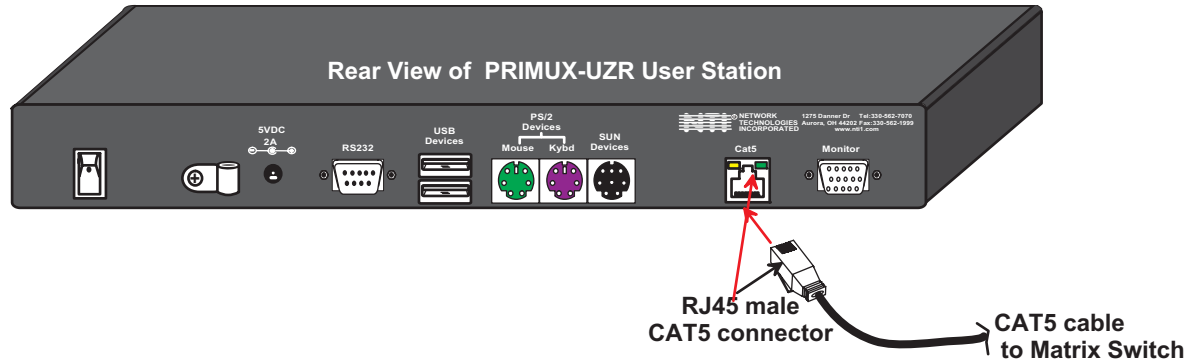 Rear View of PRIMUX-UZR User Station
5VDC
2A
RS232
USB
Devices
PS/2
Devices
Mouse Kybd
SUN
Devices
NTI
R
NETWORK
TECHNOLOGIES
INCORPORATED
1275 Danner Dr Tel:330-562-7070
Aurora, OH 44202 Fax:330-562-1999
www.nti1.com
Cat5
Monitor
RJ45 male
CAT5 connector
CAT5 cable
to Matrix Switch